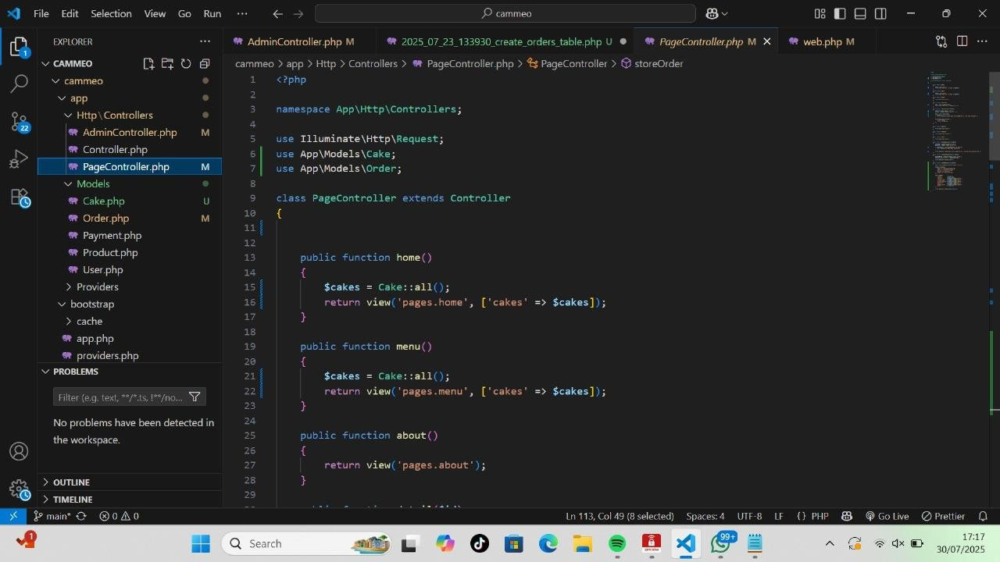 File Edit Selection View Go Run ··· cammeo
EXPLORER ···
AdminController.php M 2025_07_23_133930_create_orders_table.php U PageController.php M web.php M
cammeo > app > Http > Controllers > PageController.php > PageController > storeOrder
CAMMEO
cammeo
app
Http\Controllers
AdminController.php M
Controller.php
PageController.php M
Models
Cake.php U
Order.php M
Payment.php
Product.php
User.php
Providers
bootstrap
cache
app.php
providers.php
PROBLEMS
Filter (e.g. text, **/*.ts, !**/no...
No problems have been detected in
the workspace.
OUTLINE
TIMELINE
1 <?php
2
3 namespace App\Http\Controllers;
4
5 use Illuminate\Http\Request;
6 use App\Models\Cake;
7 use App\Models\Order;
8
9 class PageController extends Controller
10 {
11
12
13 public function home()
14 {
15 $cakes = Cake::all();
16 return view('pages.home', ['cakes' => $cakes]);
17 }
18
19 public function menu()
20 {
21 $cakes = Cake::all();
22 return view('pages.menu', ['cakes' => $cakes]);
23 }
24
25 public function about()
26 {
27 return view('pages.about');
28 }
29
1
22
main* 0 0 Ln 113, Col 49 (8 selected) Spaces: 4 UTF-8 LF {} PHP Go Live Prettier
1 Search 99+ 17:17
30/07/2025